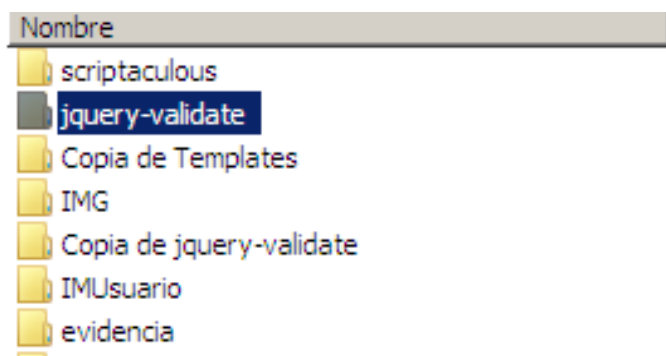 Nombre
scriptaculous
jquery-validate
Copia de Templates
IMG
Copia de jquery-validate
IMUsuario
evidencia